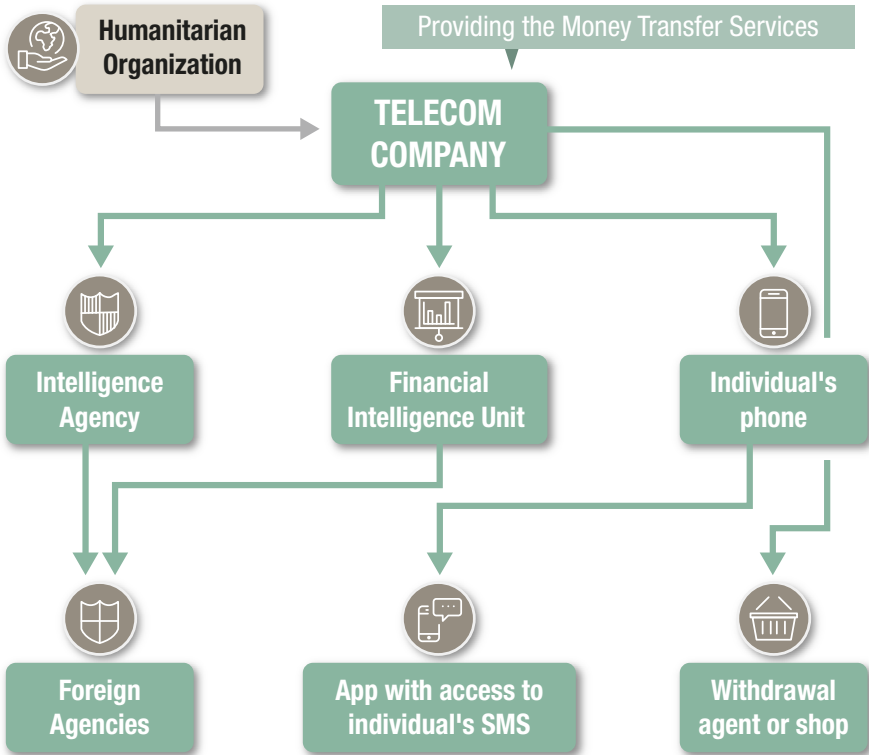 Humanitarian
Organization
Providing the Money Transfer Services
TELECOM
COMPANY
Intelligence
Agency
Financial
Intelligence Unit
Individual's
phone
Foreign
Agencies
App with access to
individual's SMS
Withdrawal
agent or shop